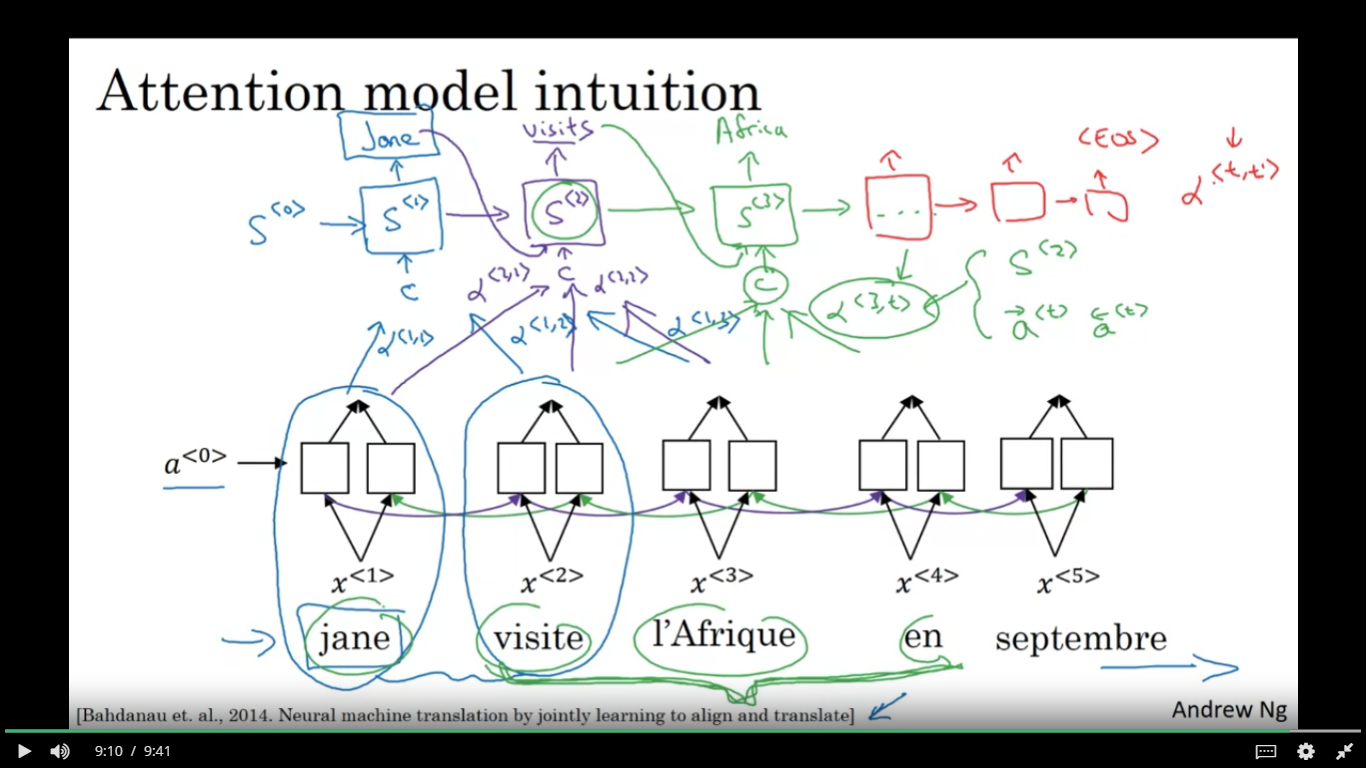 Attention model intuition
Jane visits Africa <EOS> ↓
S<0> → S<1> S<2> S<3> ... α<t,t'>
C α<2,1> C α<2,2> C α<3,t> S<2>
α<1,1> α<1,2> α<1,3> →a<t> ←a<t>
a<0>
x<1> x<2> x<3> x<4> x<5>
jane visite l'Afrique en septembre
[Bahdanau et. al., 2014. Neural machine translation by jointly learning to align and translate]
Andrew Ng
9:10 / 9:41